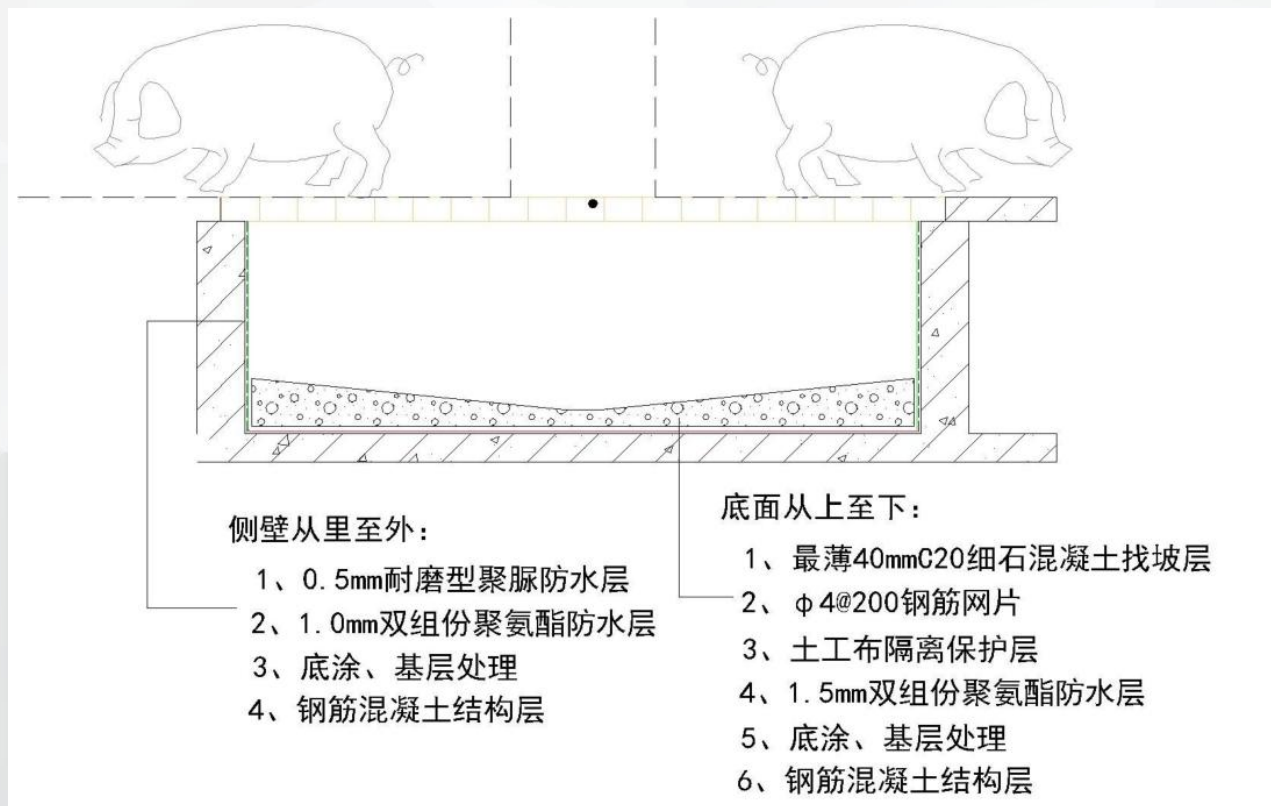 侧壁从里至外：
1、0.5mm耐磨型聚脲防水层
2、1.0mm双组份聚氨酯防水层
3、底涂、基层处理
4、钢筋混凝土结构层
底面从上至下：
1、最薄40mmC20细石混凝土找坡层
2、φ4@200钢筋网片
3、土工布隔离保护层
4、1.5mm双组份聚氨酯防水层
5、底涂、基层处理
6、钢筋混凝土结构层